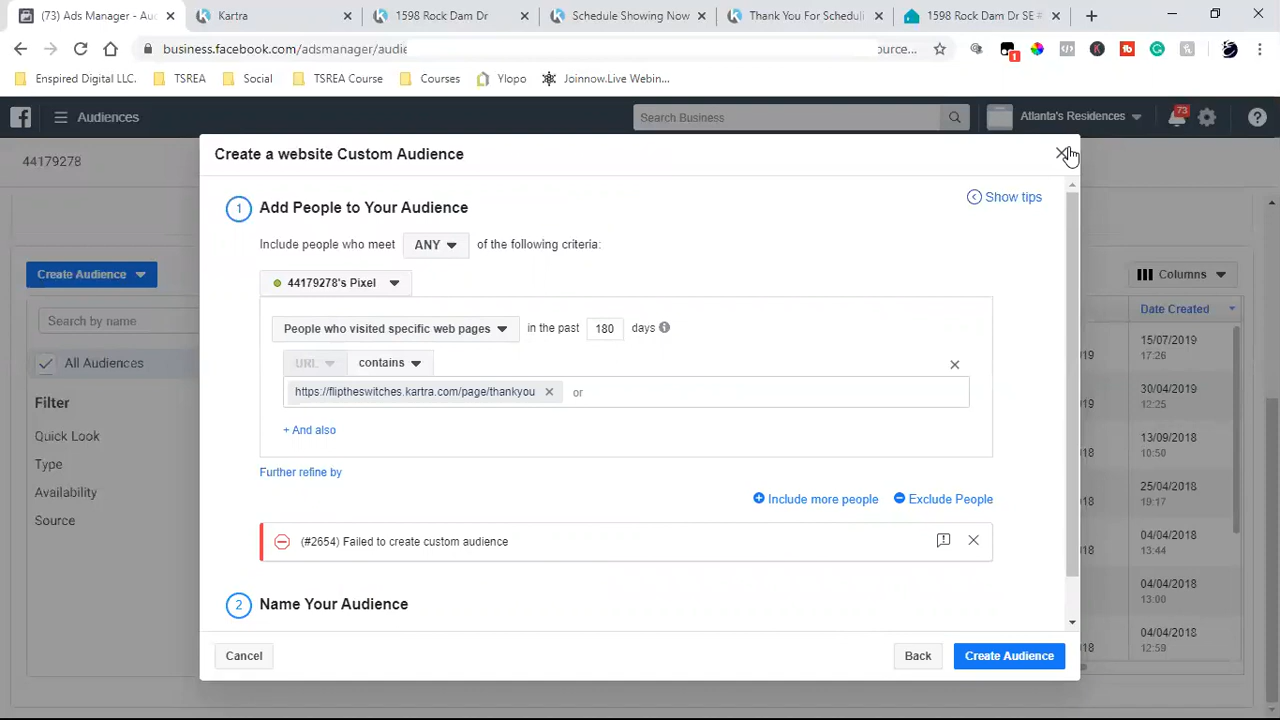 (73) Ads Manager - Auc
Kartra
1598 Rock Dam Dr
Schedule Showing Now
Thank You For Scheduli
1598 Rock Dam Dr SE #
business.facebook.com/adsmanager/audie
ource...
1
Enspired Digital LLC.
TSREA
Social
TSREA Course
Courses
Ylopo
Joinnow.Live Webin...
Audiences
Search Business
Atlanta's Residences
73
44179278
Create a website Custom Audience
Show tips
1
Add People to Your Audience
Include people who meet ANY of the following criteria:
Create Audience
Columns
44179278's Pixel
Date Created
Search by name
People who visited specific web pages in the past 180 days
15/07/2019
17:26
All Audiences
URL contains
https://fliptheswitches.kartra.com/page/thankyou or
30/04/2019
12:25
Filter
+ And also
Quick Look
13/09/2018
10:50
Type
Further refine by
Availability
Include more people
Exclude People
25/04/2018
19:17
Source
(#2654) Failed to create custom audience
04/04/2018
13:44
04/04/2018
13:00
2
Name Your Audience
04/04/2018
12:59
Cancel
Back
Create Audience